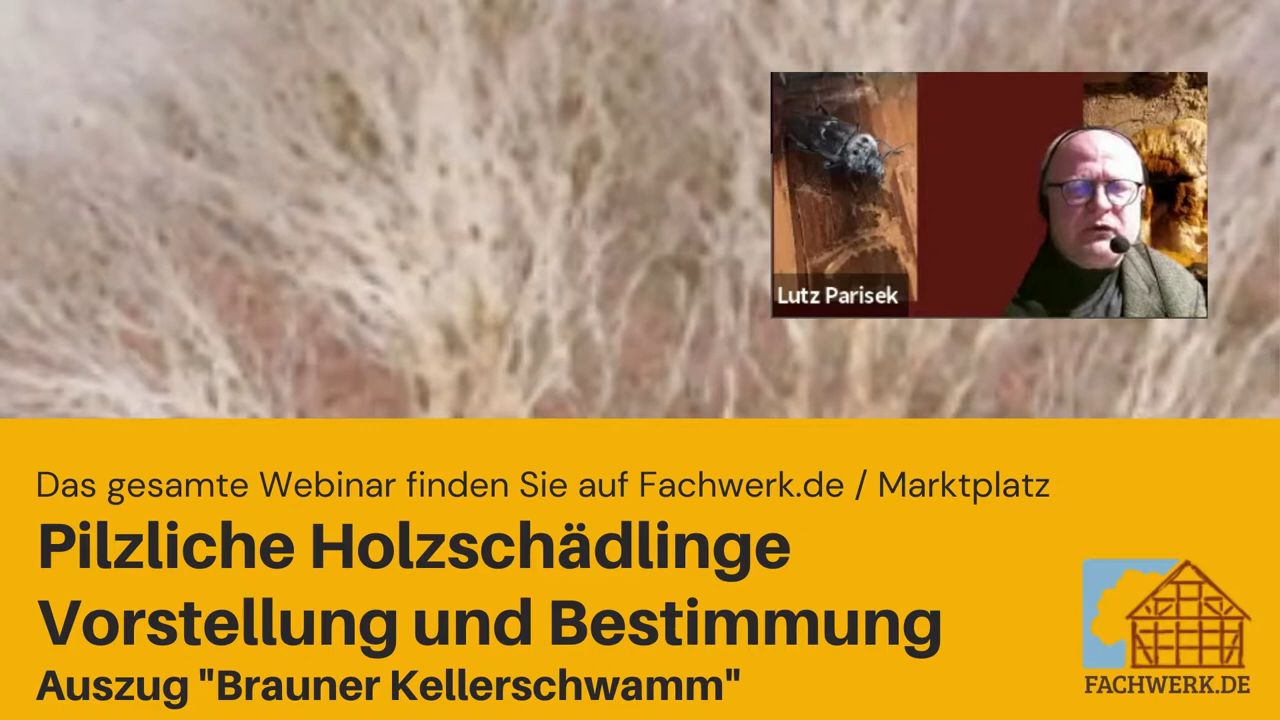 Lutz Parisek
Das gesamte Webinar finden Sie auf Fachwerk.de / Marktplatz
Pilzliche Holzschädlinge
Vorstellung und Bestimmung
Auszug "Brauner Kellerschwamm"
FACHWERK.DE